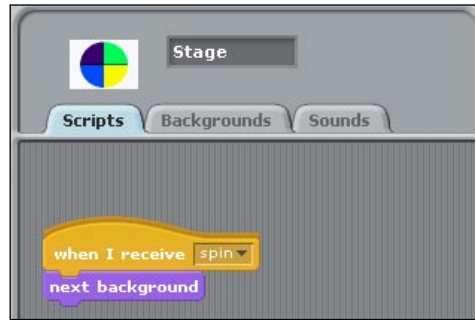 Stage
Scripts Backgrounds Sounds
when I receive spin
next background